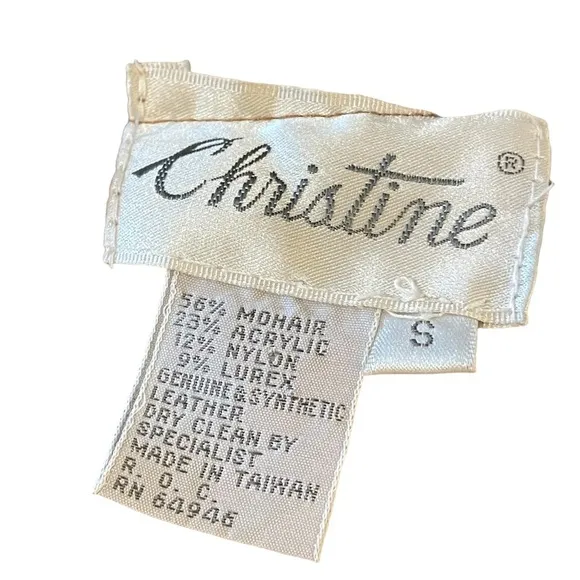 Christine ®
S
56% MOHAIR
23% ACRYLIC
12% NYLON
9% LUREX
GENUINE&SYNTHETIC
LEATHER
DRY CLEAN BY
SPECIALIST
MADE IN TAIWAN
R. O. C.
RN 64946